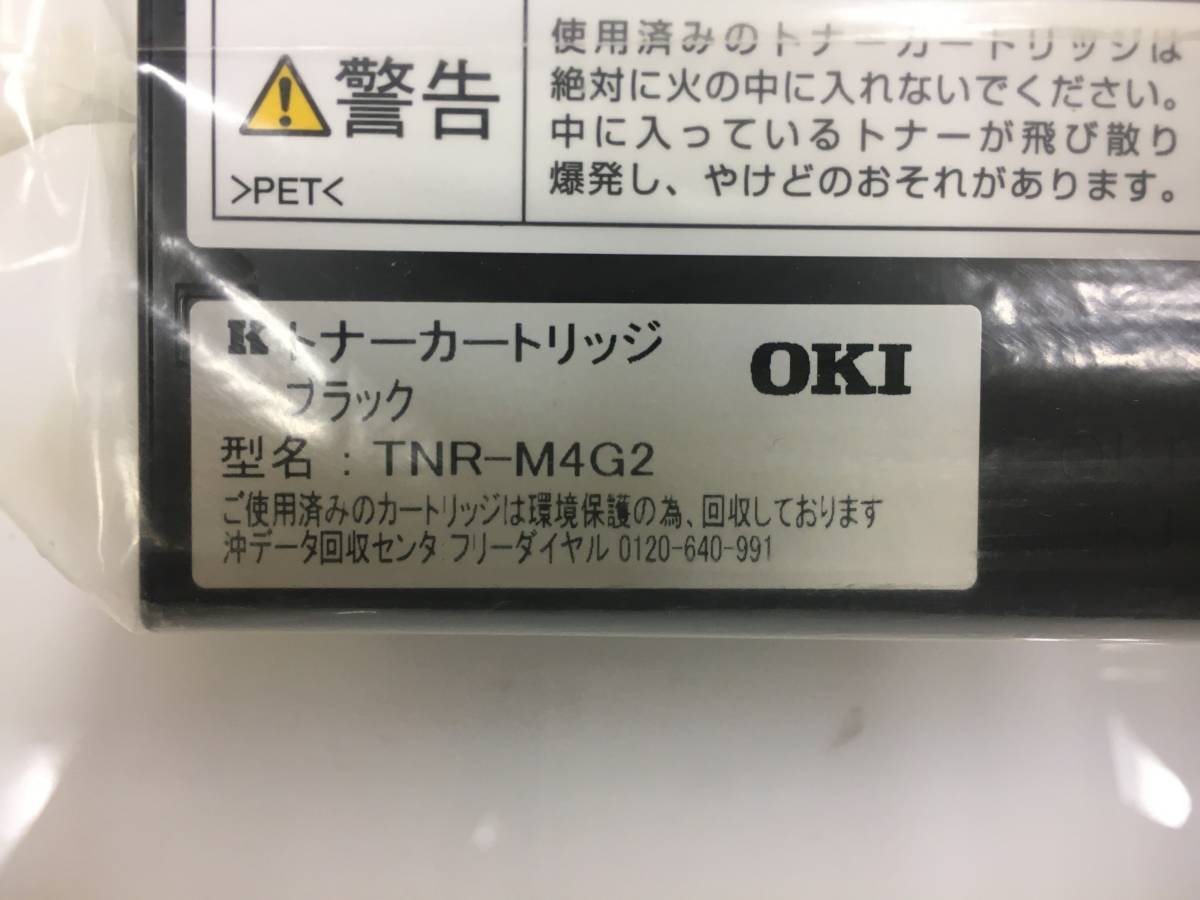 使用済みのトナーカートリッジは
絶対に火の中に入れないでください。
中に入っているトナーが飛び散り
爆発し、やけどのおそれがあります。
警告
>PET<
K トナーカートリッジ
ブラック
OKI
型名 : TNR-M4G2
ご使用済みのカートリッジは環境保護の為、回収しております
沖データ回収センタ フリーダイヤル 0120-640-991